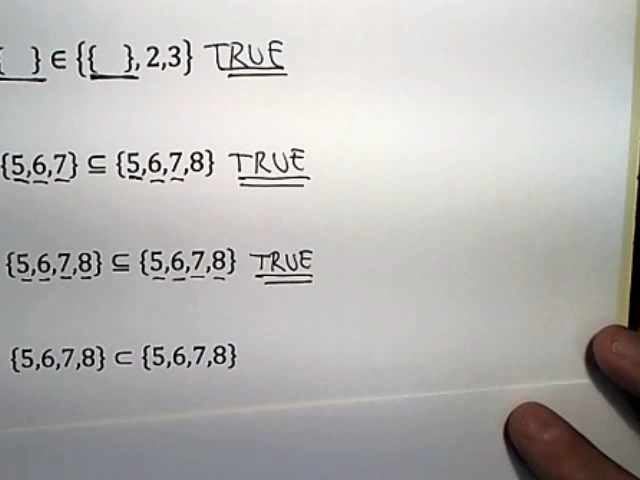 { } ∈ {{ }, 2,3} TRUE
{5,6,7} ⊆ {5,6,7,8} TRUE
{5,6,7,8} ⊆ {5,6,7,8} TRUE
{5,6,7,8} ⊂ {5,6,7,8}